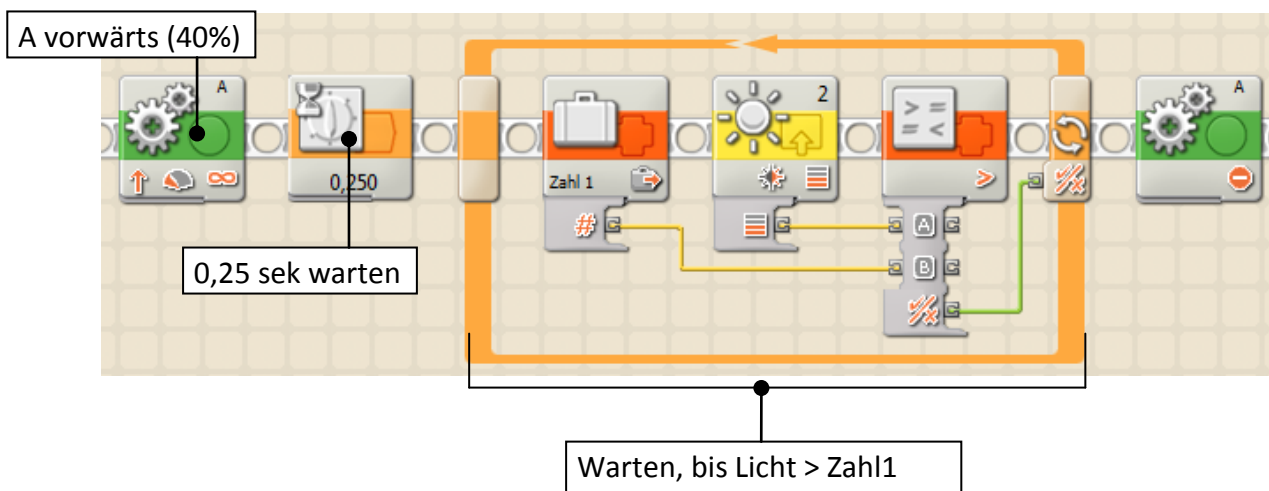 A vorwärts (40%)
A
2
A
Zahl 1
0,250
0,25 sek warten
A
B
Warten, bis Licht > Zahl1